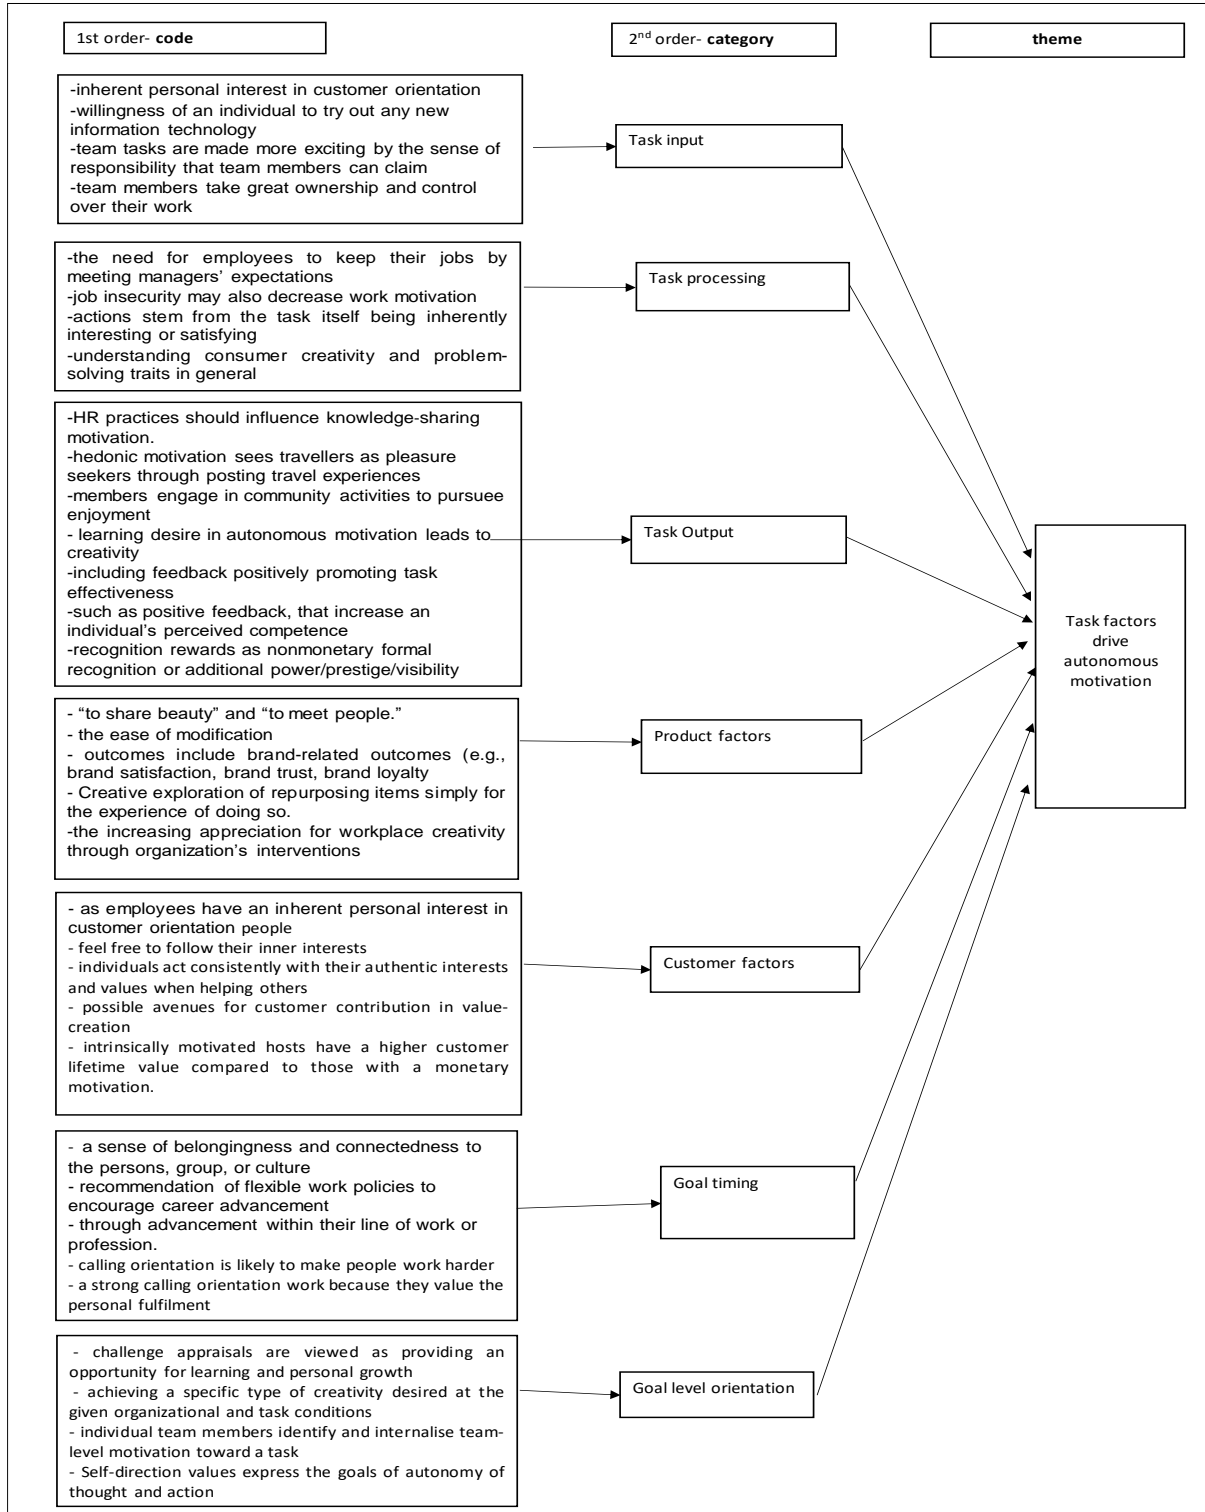 1st order- code
2nd order- category
theme
-inherent personal interest in customer orientation
-willingness of an individual to try out any new
information technology
-team tasks are made more exciting by the sense of
responsibility that team members can claim
-team members take great ownership and control
over their work
Task input
-the need for employees to keep their jobs by
meeting managers’ expectations
-job insecurity may also decrease work motivation
-actions stem from the task itself being inherently
interesting or satisfying
-understanding consumer creativity and problem-
solving traits in general
Task processing
-HR practices should influence knowledge-sharing
motivation.
-hedonic motivation sees travellers as pleasure
seekers through posting travel experiences
-members engage in community activities to pursuee
enjoyment
- learning desire in autonomous motivation leads to
creativity
-including feedback positively promoting task
effectiveness
-such as positive feedback, that increase an
individual’s perceived competence
-recognition rewards as nonmonetary formal
recognition or additional power/prestige/visibility
Task Output
- “to share beauty” and “to meet people.”
- the ease of modification
- outcomes include brand-related outcomes (e.g.,
brand satisfaction, brand trust, brand loyalty
- Creative exploration of repurposing items simply for
the experience of doing so.
-the increasing appreciation for workplace creativity
through organization’s interventions
Product factors
- as employees have an inherent personal interest in
customer orientation people
- feel free to follow their inner interests
- individuals act consistently with their authentic interests
and values when helping others
- possible avenues for customer contribution in value-
creation
- intrinsically motivated hosts have a higher customer
lifetime value compared to those with a monetary
motivation.
Customer factors
- a sense of belongingness and connectedness to
the persons, group, or culture
- recommendation of flexible work policies to
encourage career advancement
- through advancement within their line of work or
profession.
- calling orientation is likely to make people work harder
- a strong calling orientation work because they value the
personal fulfilment
Goal timing
- challenge appraisals are viewed as providing an
opportunity for learning and personal growth
- achieving a specific type of creativity desired at the
given organizational and task conditions
- individual team members identify and internalise team-
level motivation toward a task
- Self-direction values express the goals of autonomy of
thought and action
Goal level orientation
Task factors
drive
autonomous
motivation